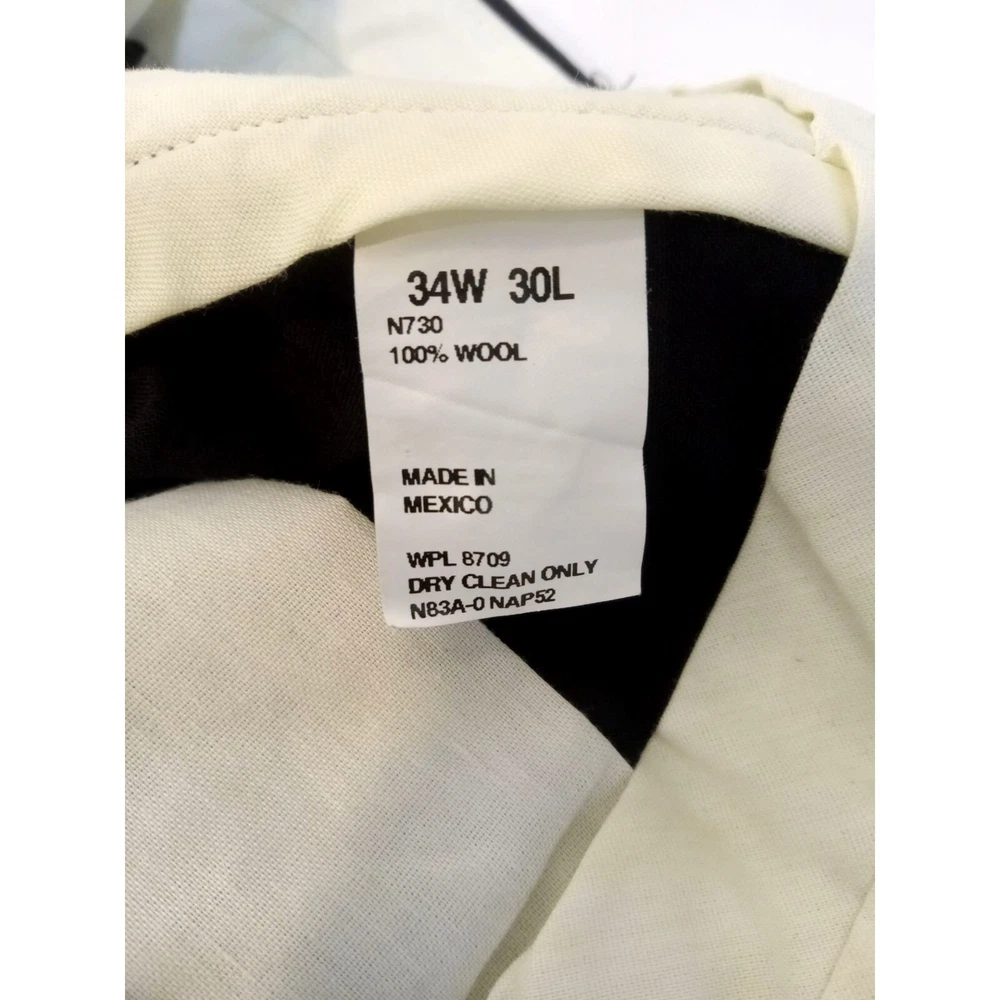 34W 30L
N730
100% WOOL
MADE IN
MEXICO
WPL 8709
DRY CLEAN ONLY
N83A-0 NAP52